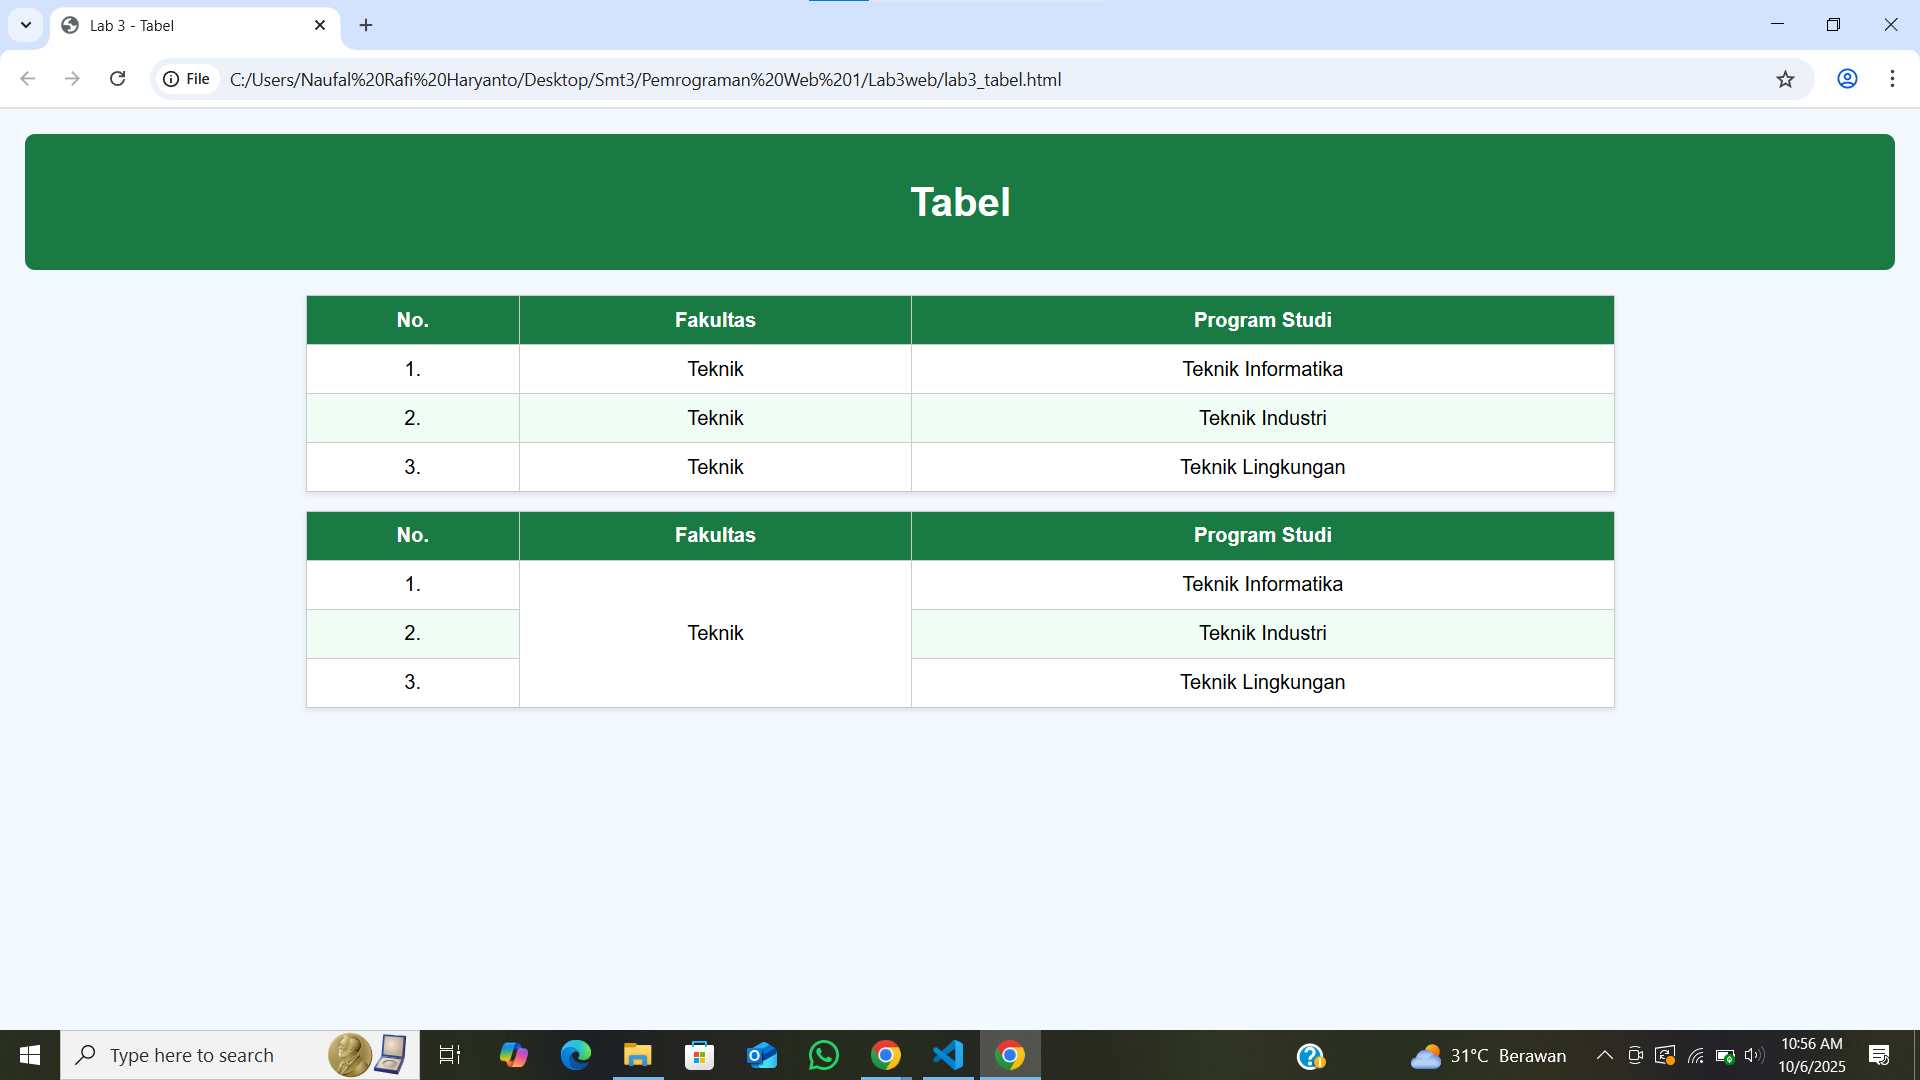 Lab 3 - Tabel
File
C:/Users/Naufal%20Rafi%20Haryanto/Desktop/Smt3/Pemrograman%20Web%201/Lab3web/lab3_tabel.html
Tabel
No. Fakultas Program Studi
1. Teknik Teknik Informatika
2. Teknik Teknik Industri
3. Teknik Teknik Lingkungan
No. Fakultas Program Studi
1. Teknik Informatika
2. Teknik Teknik Industri
3. Teknik Lingkungan
Type here to search
31°C Berawan
10:56 AM
10/6/2025